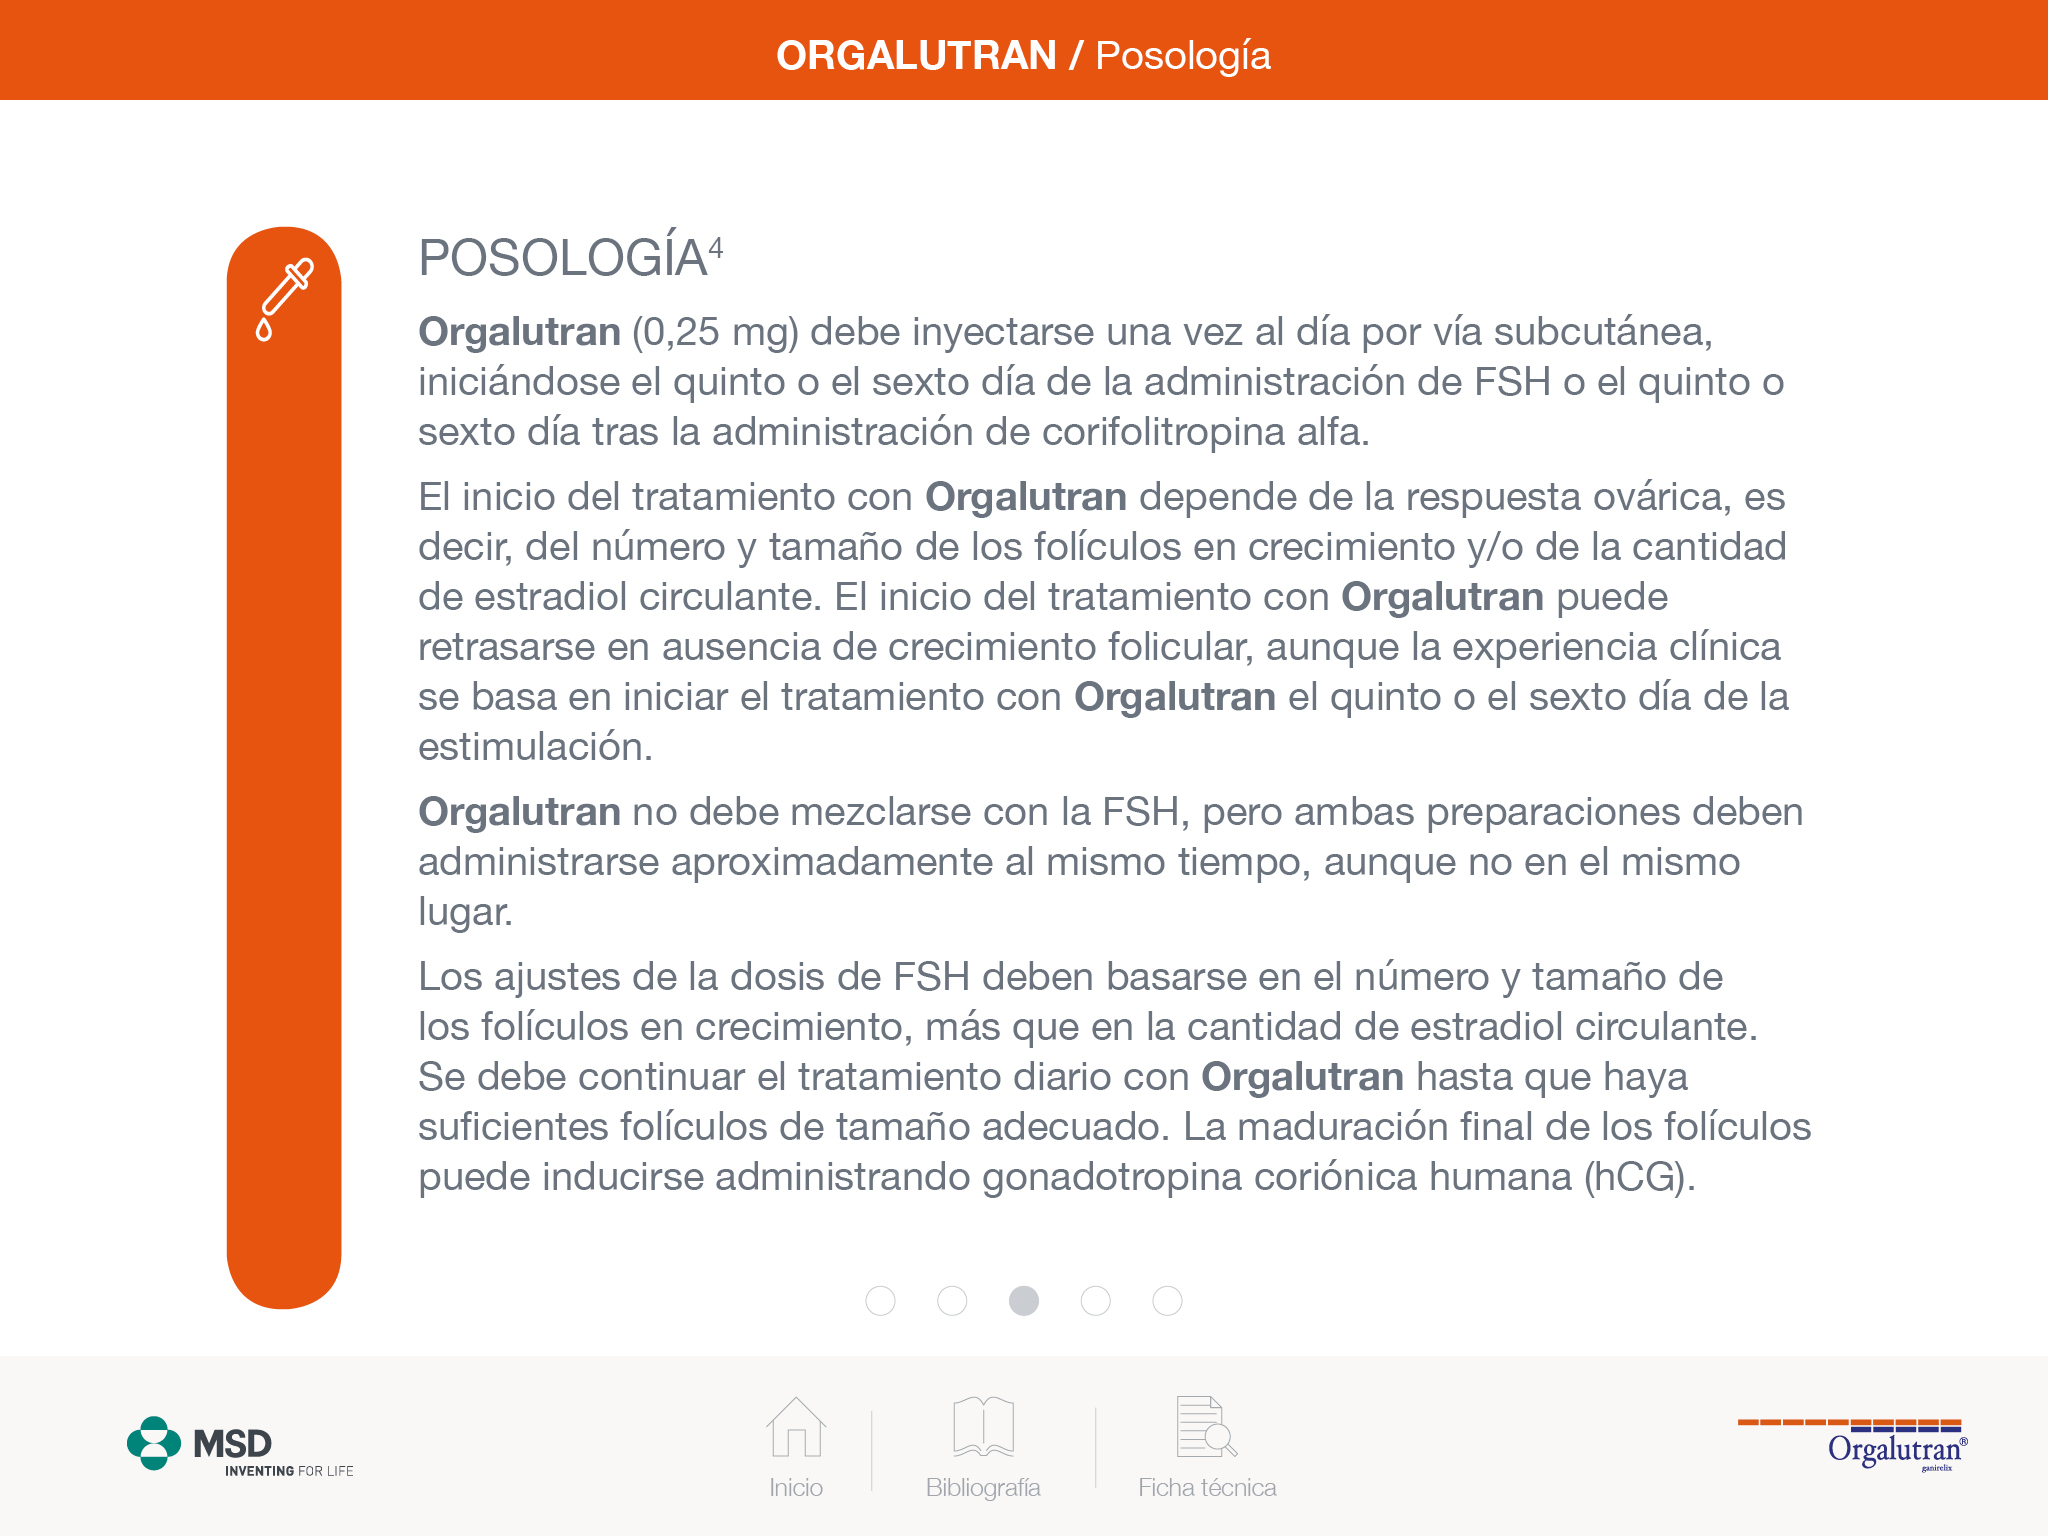 ORGALUTRAN / Posología
POSOLOGÍA⁴
Orgalutran (0,25 mg) debe inyectarse una vez al día por vía subcutánea,
iniciándose el quinto o el sexto día de la administración de FSH o el quinto o
sexto día tras la administración de corifolitropina alfa.
El inicio del tratamiento con Orgalutran depende de la respuesta ovárica, es
decir, del número y tamaño de los folículos en crecimiento y/o de la cantidad
de estradiol circulante. El inicio del tratamiento con Orgalutran puede
retrasarse en ausencia de crecimiento folicular, aunque la experiencia clínica
se basa en iniciar el tratamiento con Orgalutran el quinto o el sexto día de la
estimulación.
Orgalutran no debe mezclarse con la FSH, pero ambas preparaciones deben
administrarse aproximadamente al mismo tiempo, aunque no en el mismo
lugar.
Los ajustes de la dosis de FSH deben basarse en el número y tamaño de
los folículos en crecimiento, más que en la cantidad de estradiol circulante.
Se debe continuar el tratamiento diario con Orgalutran hasta que haya
suficientes folículos de tamaño adecuado. La maduración final de los folículos
puede inducirse administrando gonadotropina coriónica humana (hCG).
MSD
INVENTING FOR LIFE
Inicio
Bibliografía
Ficha técnica
Orgalutran®
ganirelix